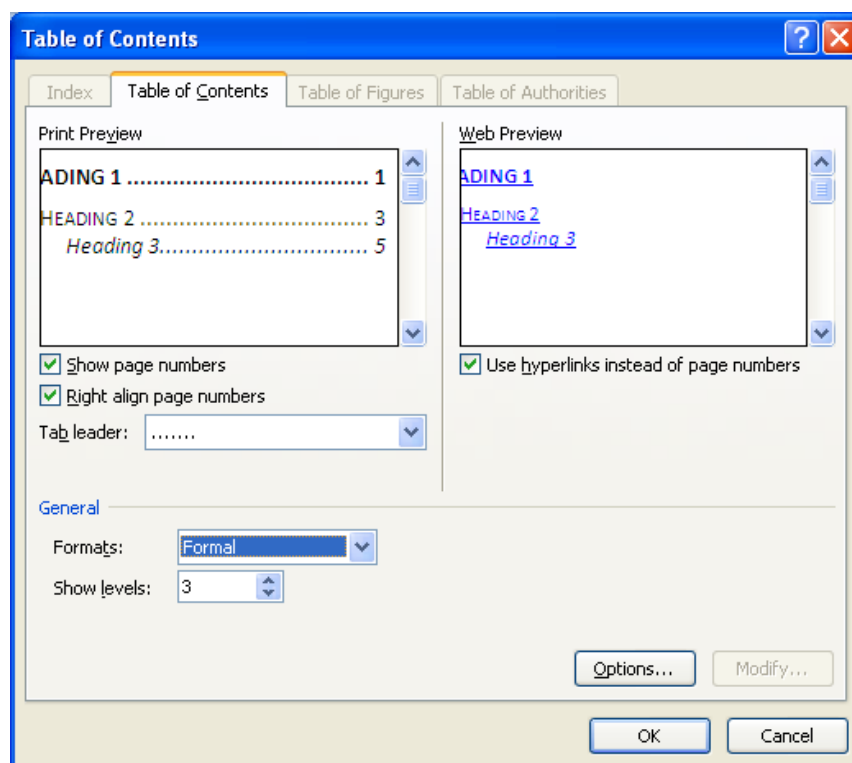 Table of Contents
Index Table of Contents Table of Figures Table of Authorities
Print Preview
ADING 1 .................................... 1
HEADING 2 .................................. 3
Heading 3................................ 5
Show page numbers
Right align page numbers
Tab leader: .......
Web Preview
ADING 1
HEADING 2
Heading 3
Use hyperlinks instead of page numbers
General
Formats: Formal
Show levels: 3
Options... Modify...
OK Cancel